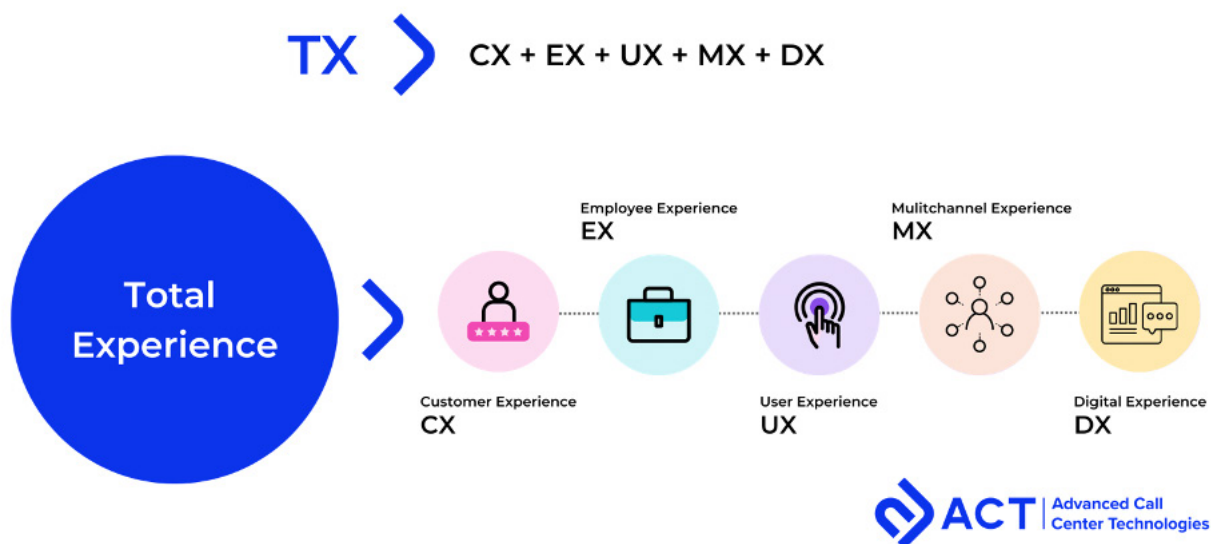 TX
CX + EX + UX + MX + DX
Total
Experience
Customer Experience
CX
Employee Experience
EX
User Experience
UX
Mulitchannel Experience
MX
Digital Experience
DX
ACT
Advanced Call
Center Technologies